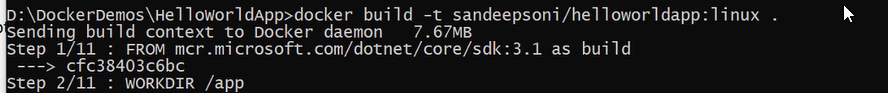 D:\DockerDemos\HelloWorldApp>docker build -t sandeepsoni/helloworldapp:linux .
Sending build context to Docker daemon   7.67MB
Step 1/11 : FROM mcr.microsoft.com/dotnet/core/sdk:3.1 as build
 ---> cfc38403c6bc
Step 2/11 : WORKDIR /app